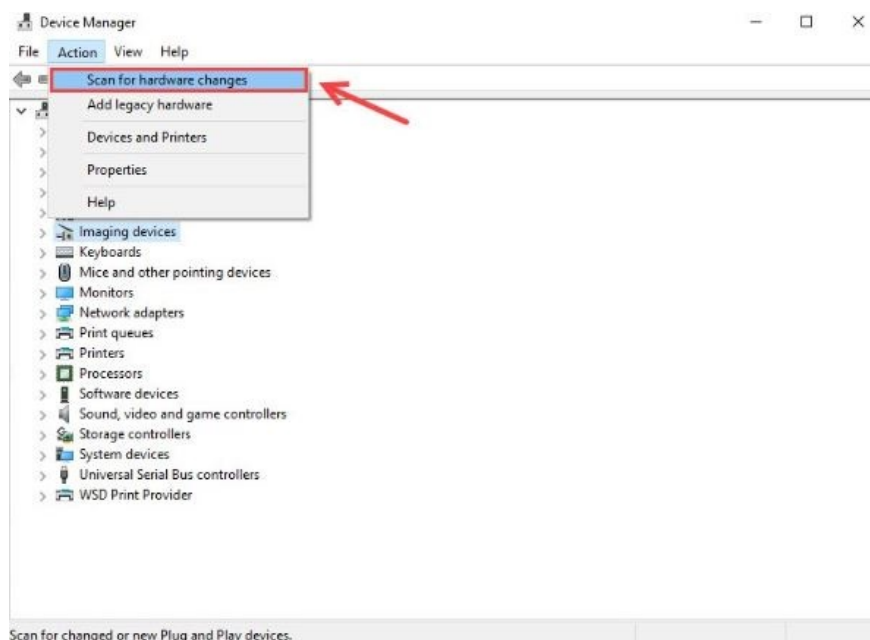 Device Manager
File Action View Help
Scan for hardware changes
Add legacy hardware
Devices and Printers
Properties
Help
Imaging devices
Keyboards
Mice and other pointing devices
Monitors
Network adapters
Print queues
Printers
Processors
Software devices
Sound, video and game controllers
Storage controllers
System devices
Universal Serial Bus controllers
WSD Print Provider
Scan for changed or new Plug and Play devices.